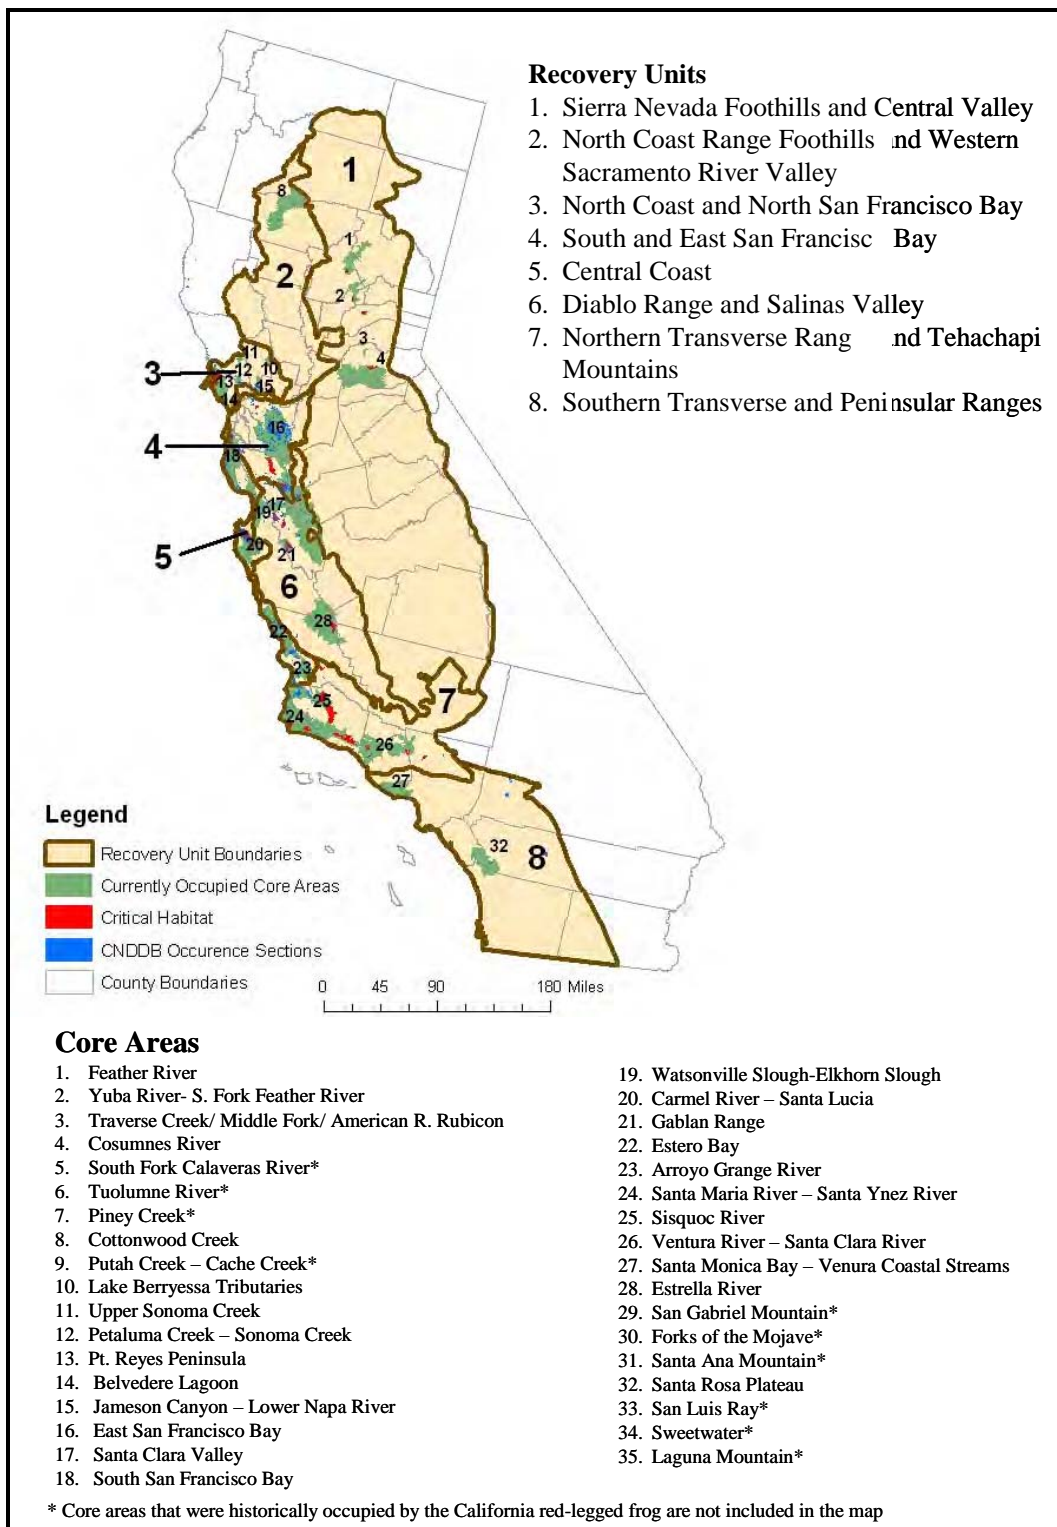 Recovery Units
1. Sierra Nevada Foothills and Central Valley
2. North Coast Range Foothills nd Western
Sacramento River Valley
3. North Coast and North San Francisco Bay
4. South and East San Francisc Bay
5. Central Coast
6. Diablo Range and Salinas Valley
7. Northern Transverse Rang nd Tehachapi
Mountains
8. Southern Transverse and Peninsular Ranges
1
8
1
2
2
3
4
11
3
12
10
13
15
14
16
4
18
17
19
5
20
21
6
28
22
23
7
25
24
26
27
32
8
Legend
Recovery Unit Boundaries
Currently Occupied Core Areas
Critical Habitat
CNDDB Occurence Sections
County Boundaries
0 45 90 180 Miles
Core Areas
1. Feather River
2. Yuba River- S. Fork Feather River
3. Traverse Creek/ Middle Fork/ American R. Rubicon
4. Cosumnes River
5. South Fork Calaveras River*
6. Tuolumne River*
7. Piney Creek*
8. Cottonwood Creek
9. Putah Creek – Cache Creek*
10. Lake Berryessa Tributaries
11. Upper Sonoma Creek
12. Petaluma Creek – Sonoma Creek
13. Pt. Reyes Peninsula
14. Belvedere Lagoon
15. Jameson Canyon – Lower Napa River
16. East San Francisco Bay
17. Santa Clara Valley
18. South San Francisco Bay
19. Watsonville Slough-Elkhorn Slough
20. Carmel River – Santa Lucia
21. Gablan Range
22. Estero Bay
23. Arroyo Grange River
24. Santa Maria River – Santa Ynez River
25. Sisquoc River
26. Ventura River – Santa Clara River
27. Santa Monica Bay – Venura Coastal Streams
28. Estrella River
29. San Gabriel Mountain*
30. Forks of the Mojave*
31. Santa Ana Mountain*
32. Santa Rosa Plateau
33. San Luis Ray*
34. Sweetwater*
35. Laguna Mountain*
* Core areas that were historically occupied by the California red-legged frog are not included in the map